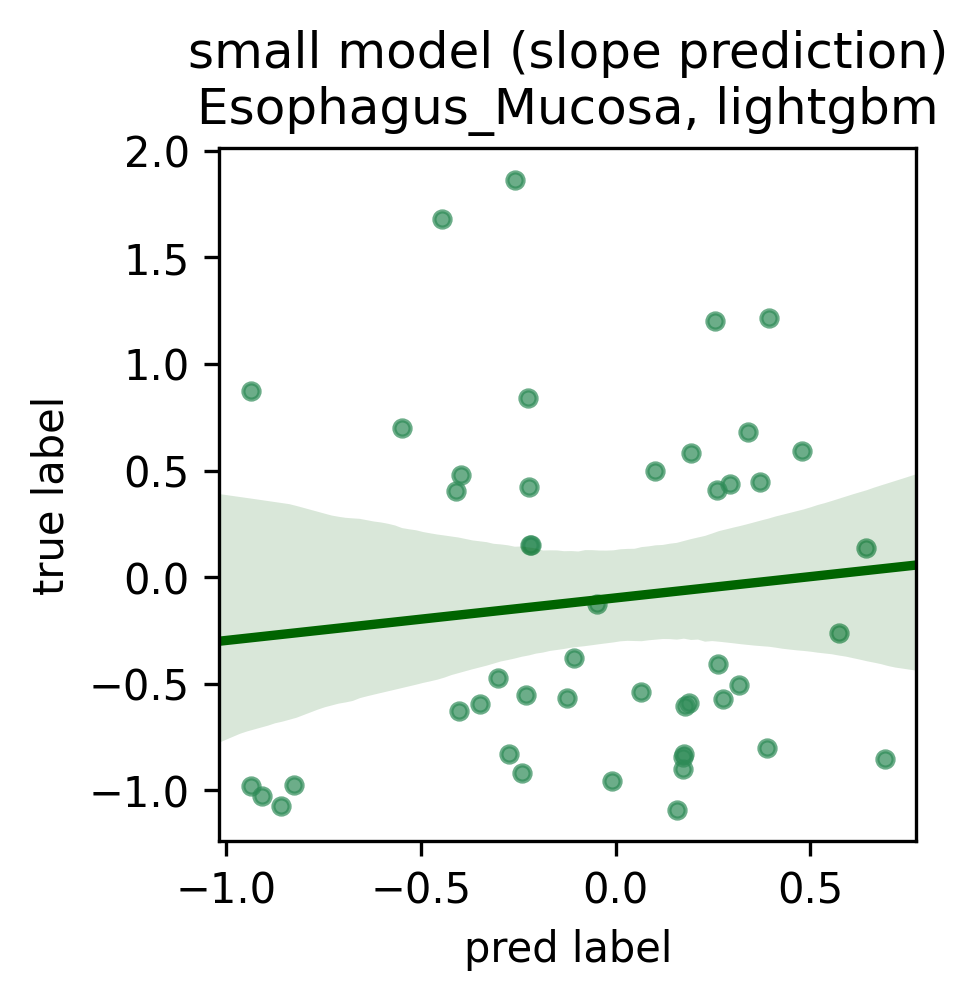 small model (slope prediction)
Esophagus_Mucosa, lightgbm
2.0
1.5
1.0
0.5
0.0
−0.5
−1.0
true label
−1.0 −0.5 0.0 0.5
pred label